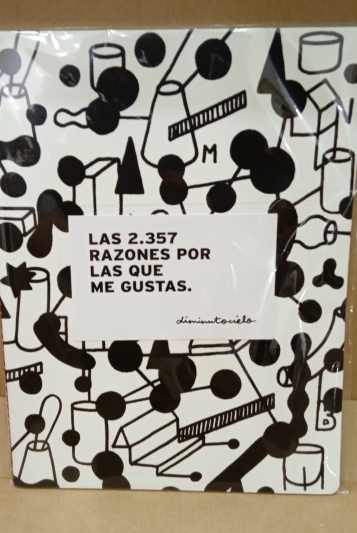 M
LAS 2.357
RAZONES POR
LAS QUE
ME GUSTAS.
diminutocielo
B